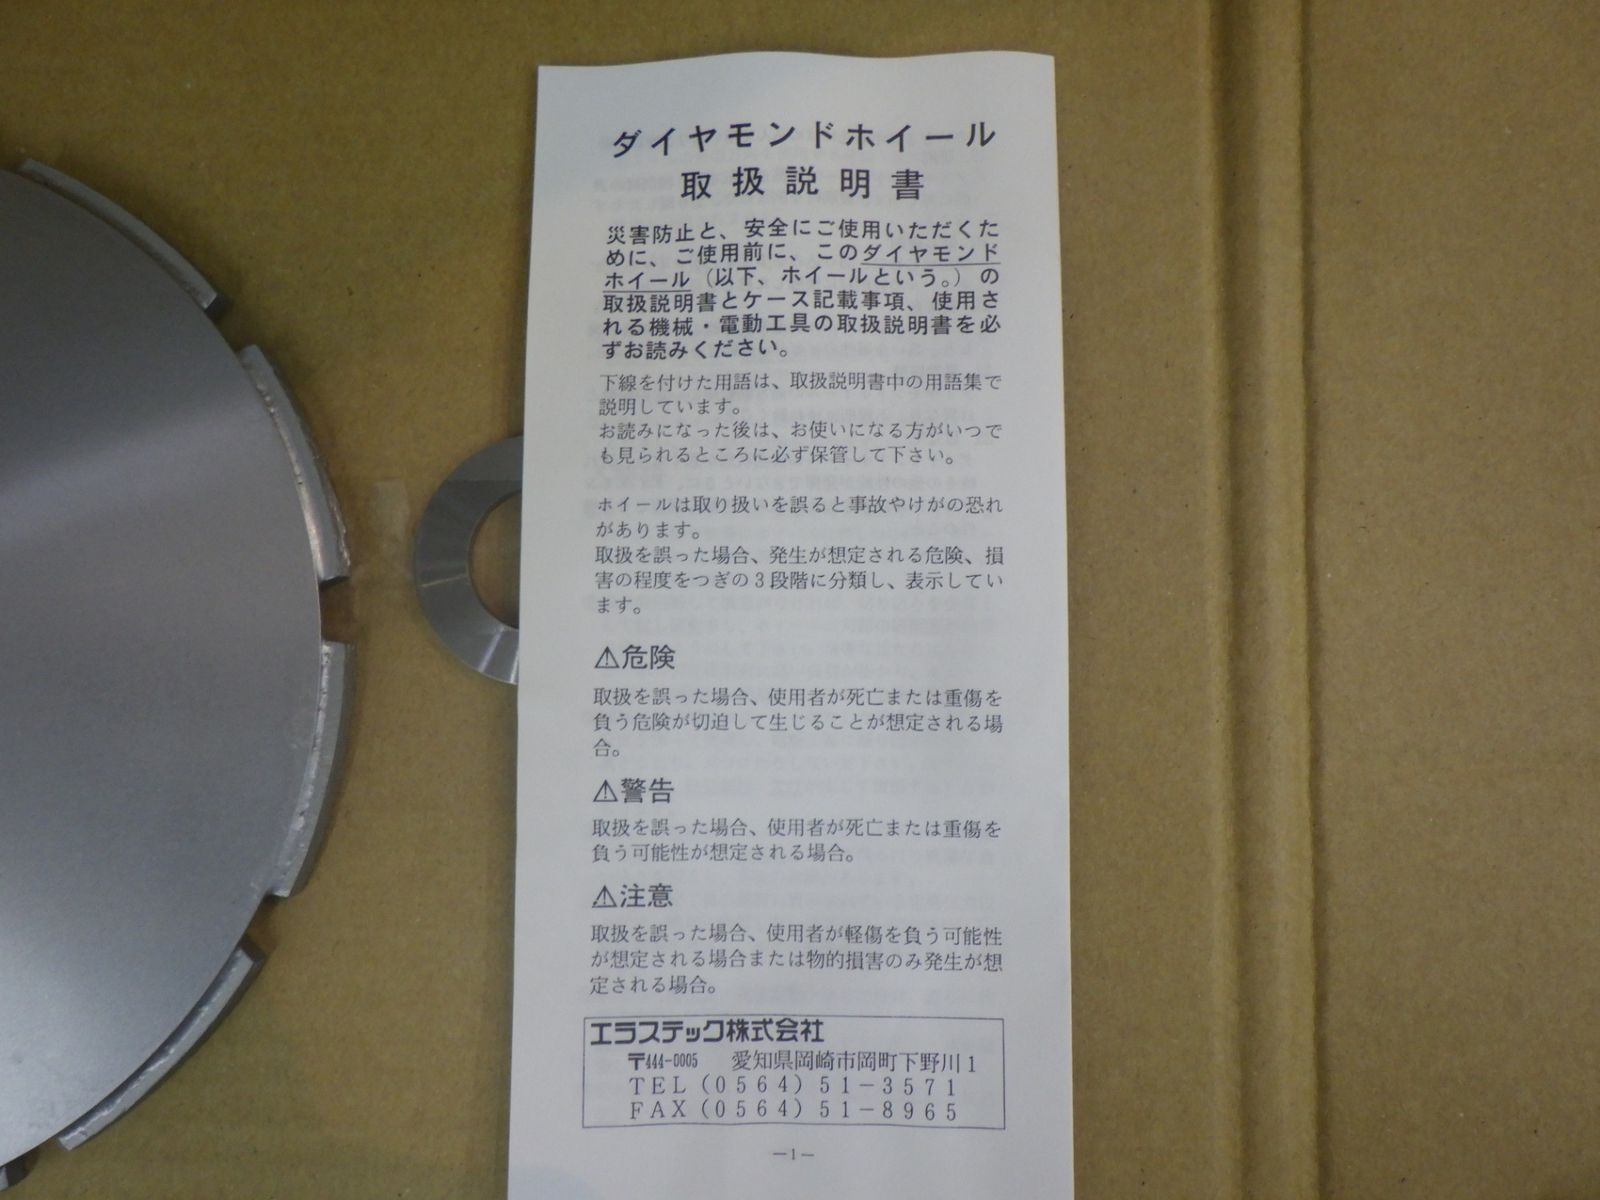 ダイヤモンドホイール
取扱説明書
災害防止と、安全にご使用いただくた
めに、ご使用前に、このダイヤモンド
ホイール（以下、ホイールという。）の
取扱説明書とケース記載事項、使用さ
れる機械・電動工具の取扱説明書を必
ずお読みください。
下線を付けた用語は、取扱説明書中の用語集で
説明しています。
お読みになった後は、お使いになる方がいつで
も見られるところに必ず保管して下さい。
ホイールは取り扱いを誤ると事故やけがの恐れ
があります。
取扱を誤った場合、発生が想定される危険、損
害の程度をつぎの3段階に分類し、表示してい
ます。
⚠危険
取扱を誤った場合、使用者が死亡または重傷を
負う危険が切迫して生じることが想定される場
合。
⚠警告
取扱を誤った場合、使用者が死亡または重傷を
負う可能性が想定される場合。
⚠注意
取扱を誤った場合、使用者が軽傷を負う可能性
が想定される場合または物的損害のみ発生が想
定される場合。
エラステック株式会社
〒444-0005 愛知県岡崎市岡町下野川1
TEL(0564)51-3571
FAX(0564)51-8965
—1—